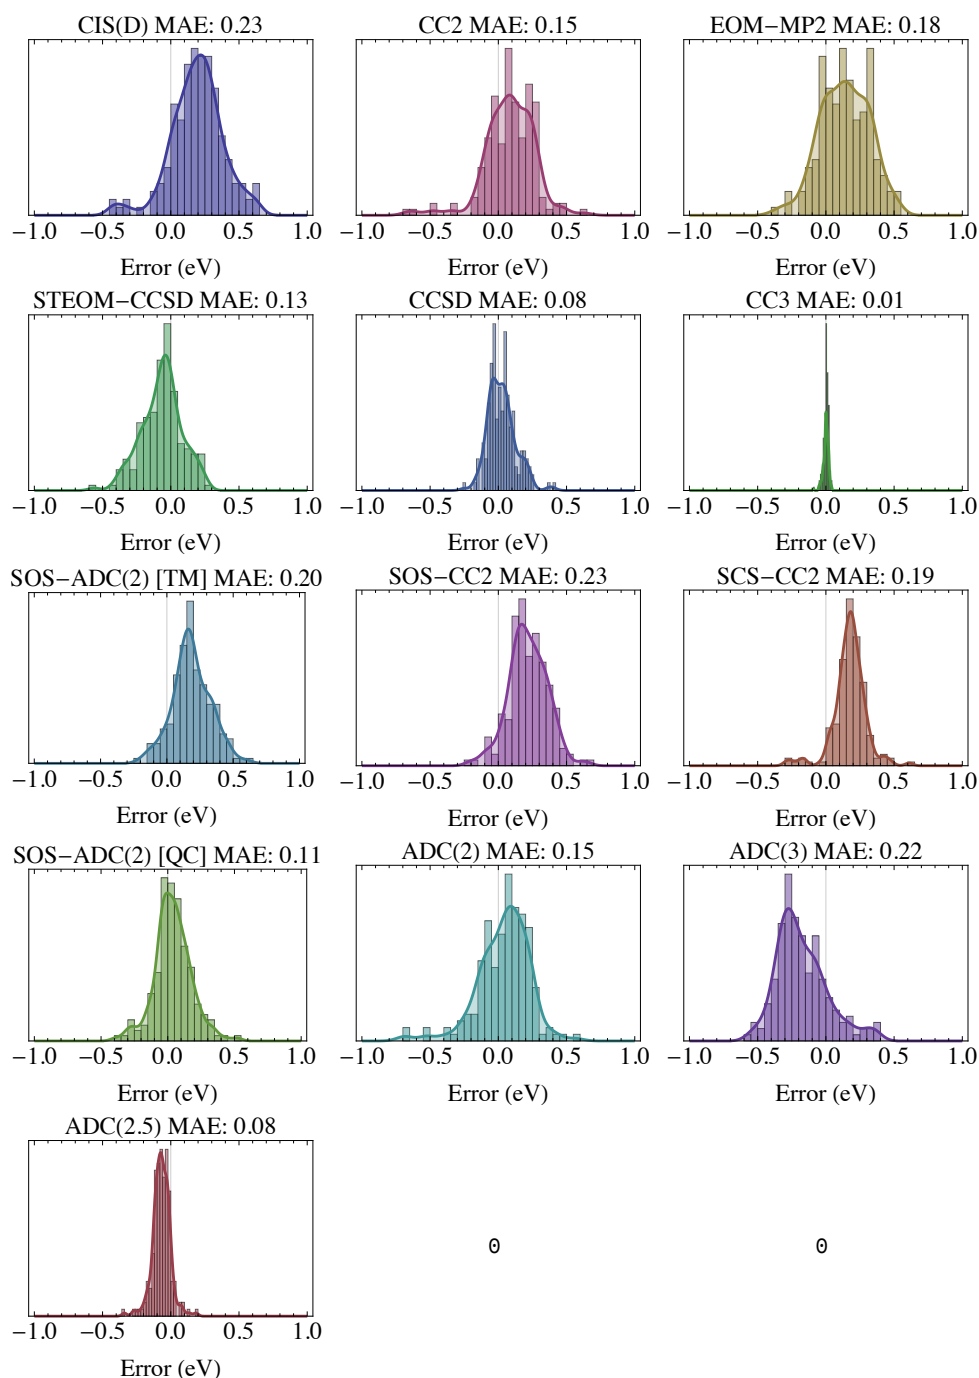 CIS(D) MAE: 0.23 CC2 MAE: 0.15 EOM−MP2 MAE: 0.18
−1.0 −0.5 0.0 0.5 1.0 −1.0 −0.5 0.0 0.5 1.0 −1.0 −0.5 0.0 0.5 1.0
Error (eV) Error (eV) Error (eV)
STEOM−CCSD MAE: 0.13 CCSD MAE: 0.08 CC3 MAE: 0.01
−1.0 −0.5 0.0 0.5 1.0 −1.0 −0.5 0.0 0.5 1.0 −1.0 −0.5 0.0 0.5 1.0
Error (eV) Error (eV) Error (eV)
SOS−ADC(2) [TM] MAE: 0.20 SOS−CC2 MAE: 0.23 SCS−CC2 MAE: 0.19
−1.0 −0.5 0.0 0.5 1.0 −1.0 −0.5 0.0 0.5 1.0 −1.0 −0.5 0.0 0.5 1.0
Error (eV) Error (eV) Error (eV)
SOS−ADC(2) [QC] MAE: 0.11 ADC(2) MAE: 0.15 ADC(3) MAE: 0.22
−1.0 −0.5 0.0 0.5 1.0 −1.0 −0.5 0.0 0.5 1.0 −1.0 −0.5 0.0 0.5 1.0
Error (eV) Error (eV) Error (eV)
ADC(2.5) MAE: 0.08
0 0
−1.0 −0.5 0.0 0.5 1.0
Error (eV)